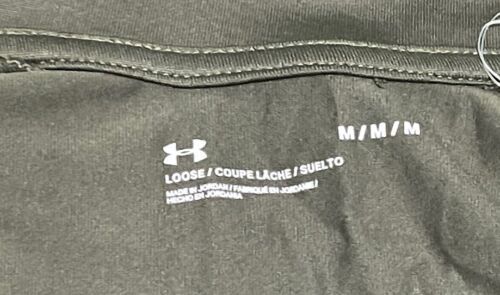 M/M/M
LOOSE / COUPE LÂCHE / SUELTO
MADE IN JORDAN / FABRIQUÉ EN JORDANIE /
HECHO EN JORDANIA